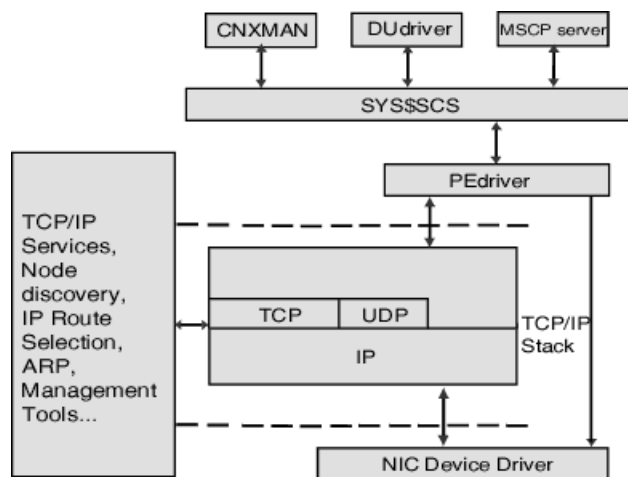 CNXMAN
DUdriver
MSCP server
SYS$SCS
PEdriver
TCP/IP
Services,
Node
discovery,
IP Route
Selection,
ARP,
Management
Tools...
TCP
UDP
IP
TCP/IP
Stack
NIC Device Driver